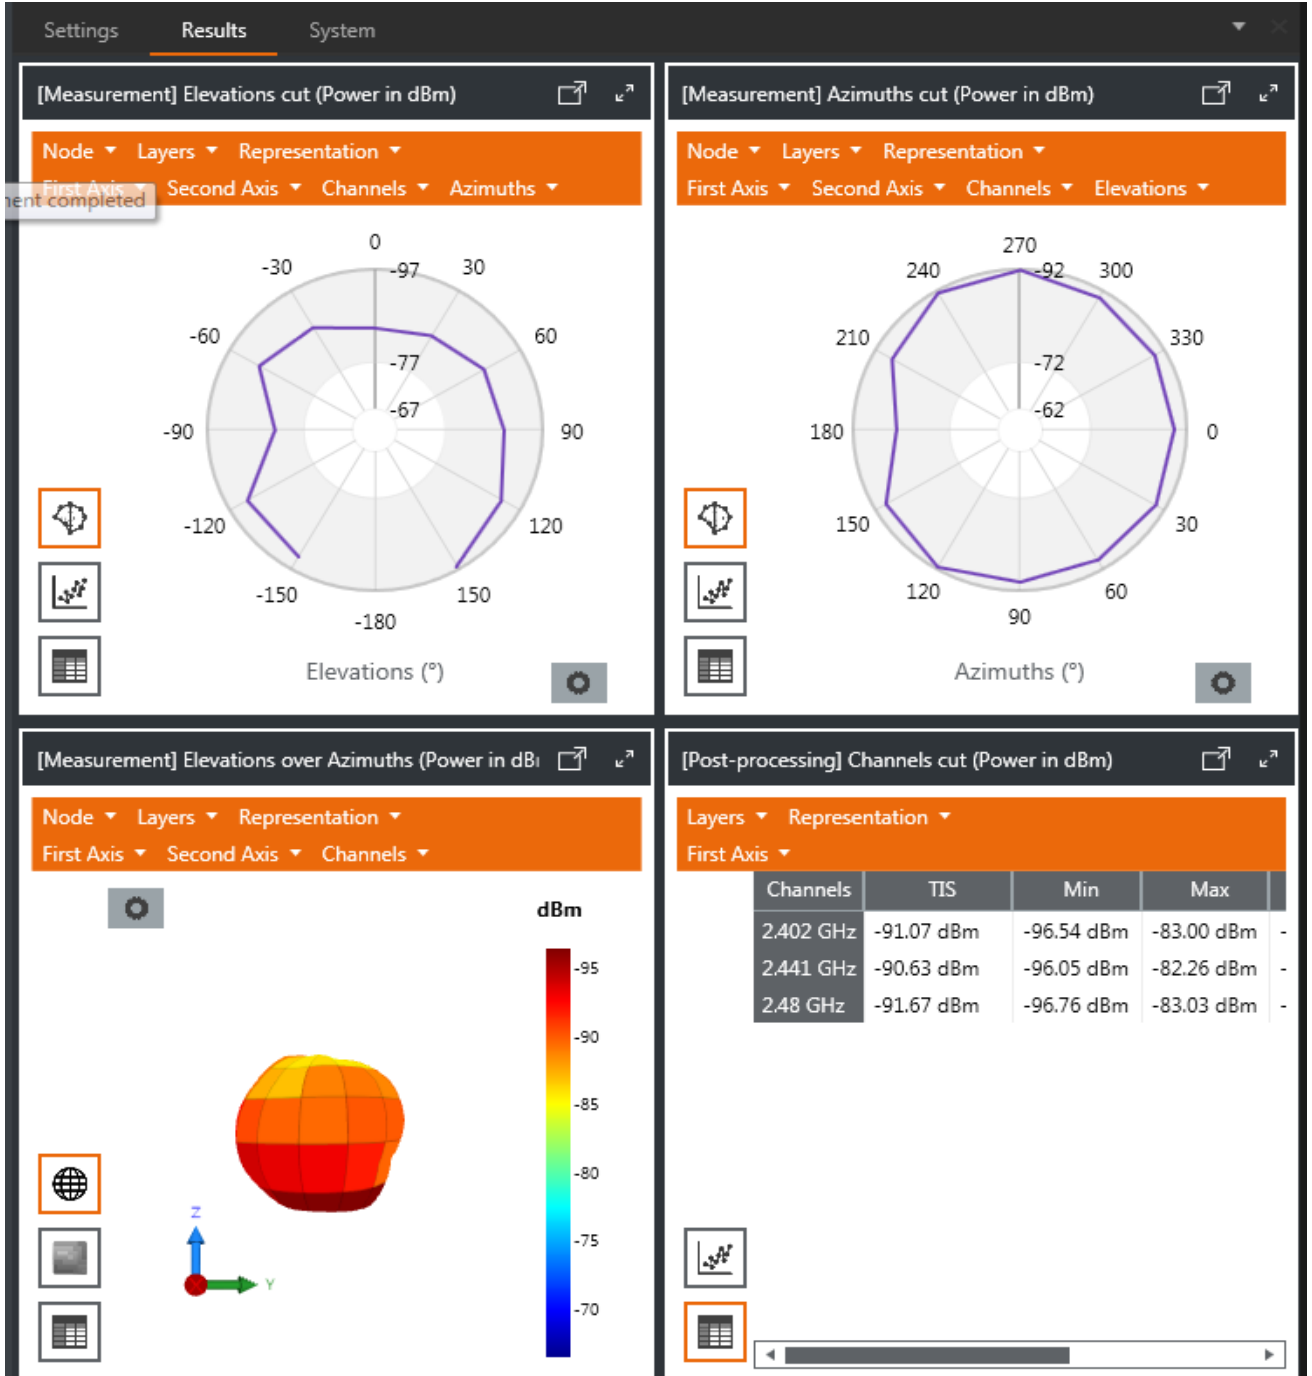 Settings Results System
[Measurement] Elevations cut (Power in dBm)
Node Layers Representation
First Axis Second Axis Channels Azimuths
ent completed
0
-30 -97 30
-60 60
-77
-67
-90 90
-120 120
-150 150
-180
Elevations (°)
[Measurement] Azimuths cut (Power in dBm)
Node Layers Representation
First Axis Second Axis Channels Elevations
270
240 -92 300
210 330
-72
-62
180 0
150 30
120 60
90
Azimuths (°)
[Measurement] Elevations over Azimuths (Power in dB
Node Layers Representation
First Axis Second Axis Channels
dBm
-95
-90
-85
-80
-75
-70
Z
Y
[Post-processing] Channels cut (Power in dBm)
Layers Representation
First Axis
Channels TIS Min Max
2.402 GHz -91.07 dBm -96.54 dBm -83.00 dBm -
2.441 GHz -90.63 dBm -96.05 dBm -82.26 dBm -
2.48 GHz -91.67 dBm -96.76 dBm -83.03 dBm -